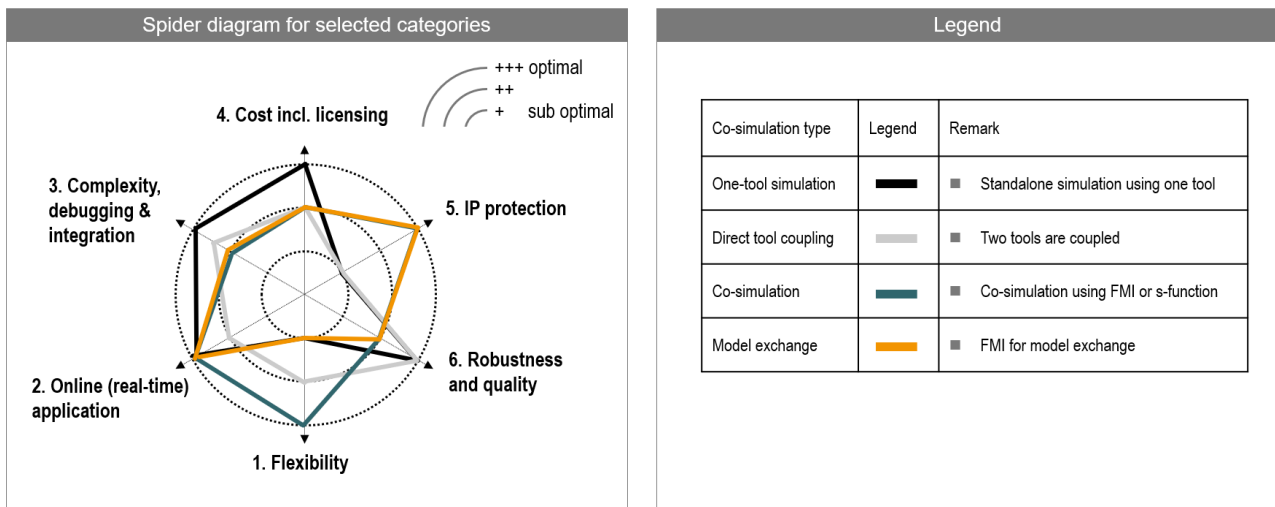 Spider diagram for selected categories
+++ optimal
++
+ sub optimal
4. Cost incl. licensing
3. Complexity,
debugging &
integration
5. IP protection
2. Online (real-time)
application
6. Robustness
and quality
1. Flexibility
Legend
Co-simulation type Legend Remark
One-tool simulation Standalone simulation using one tool
Direct tool coupling Two tools are coupled
Co-simulation Co-simulation using FMI or s-function
Model exchange FMI for model exchange